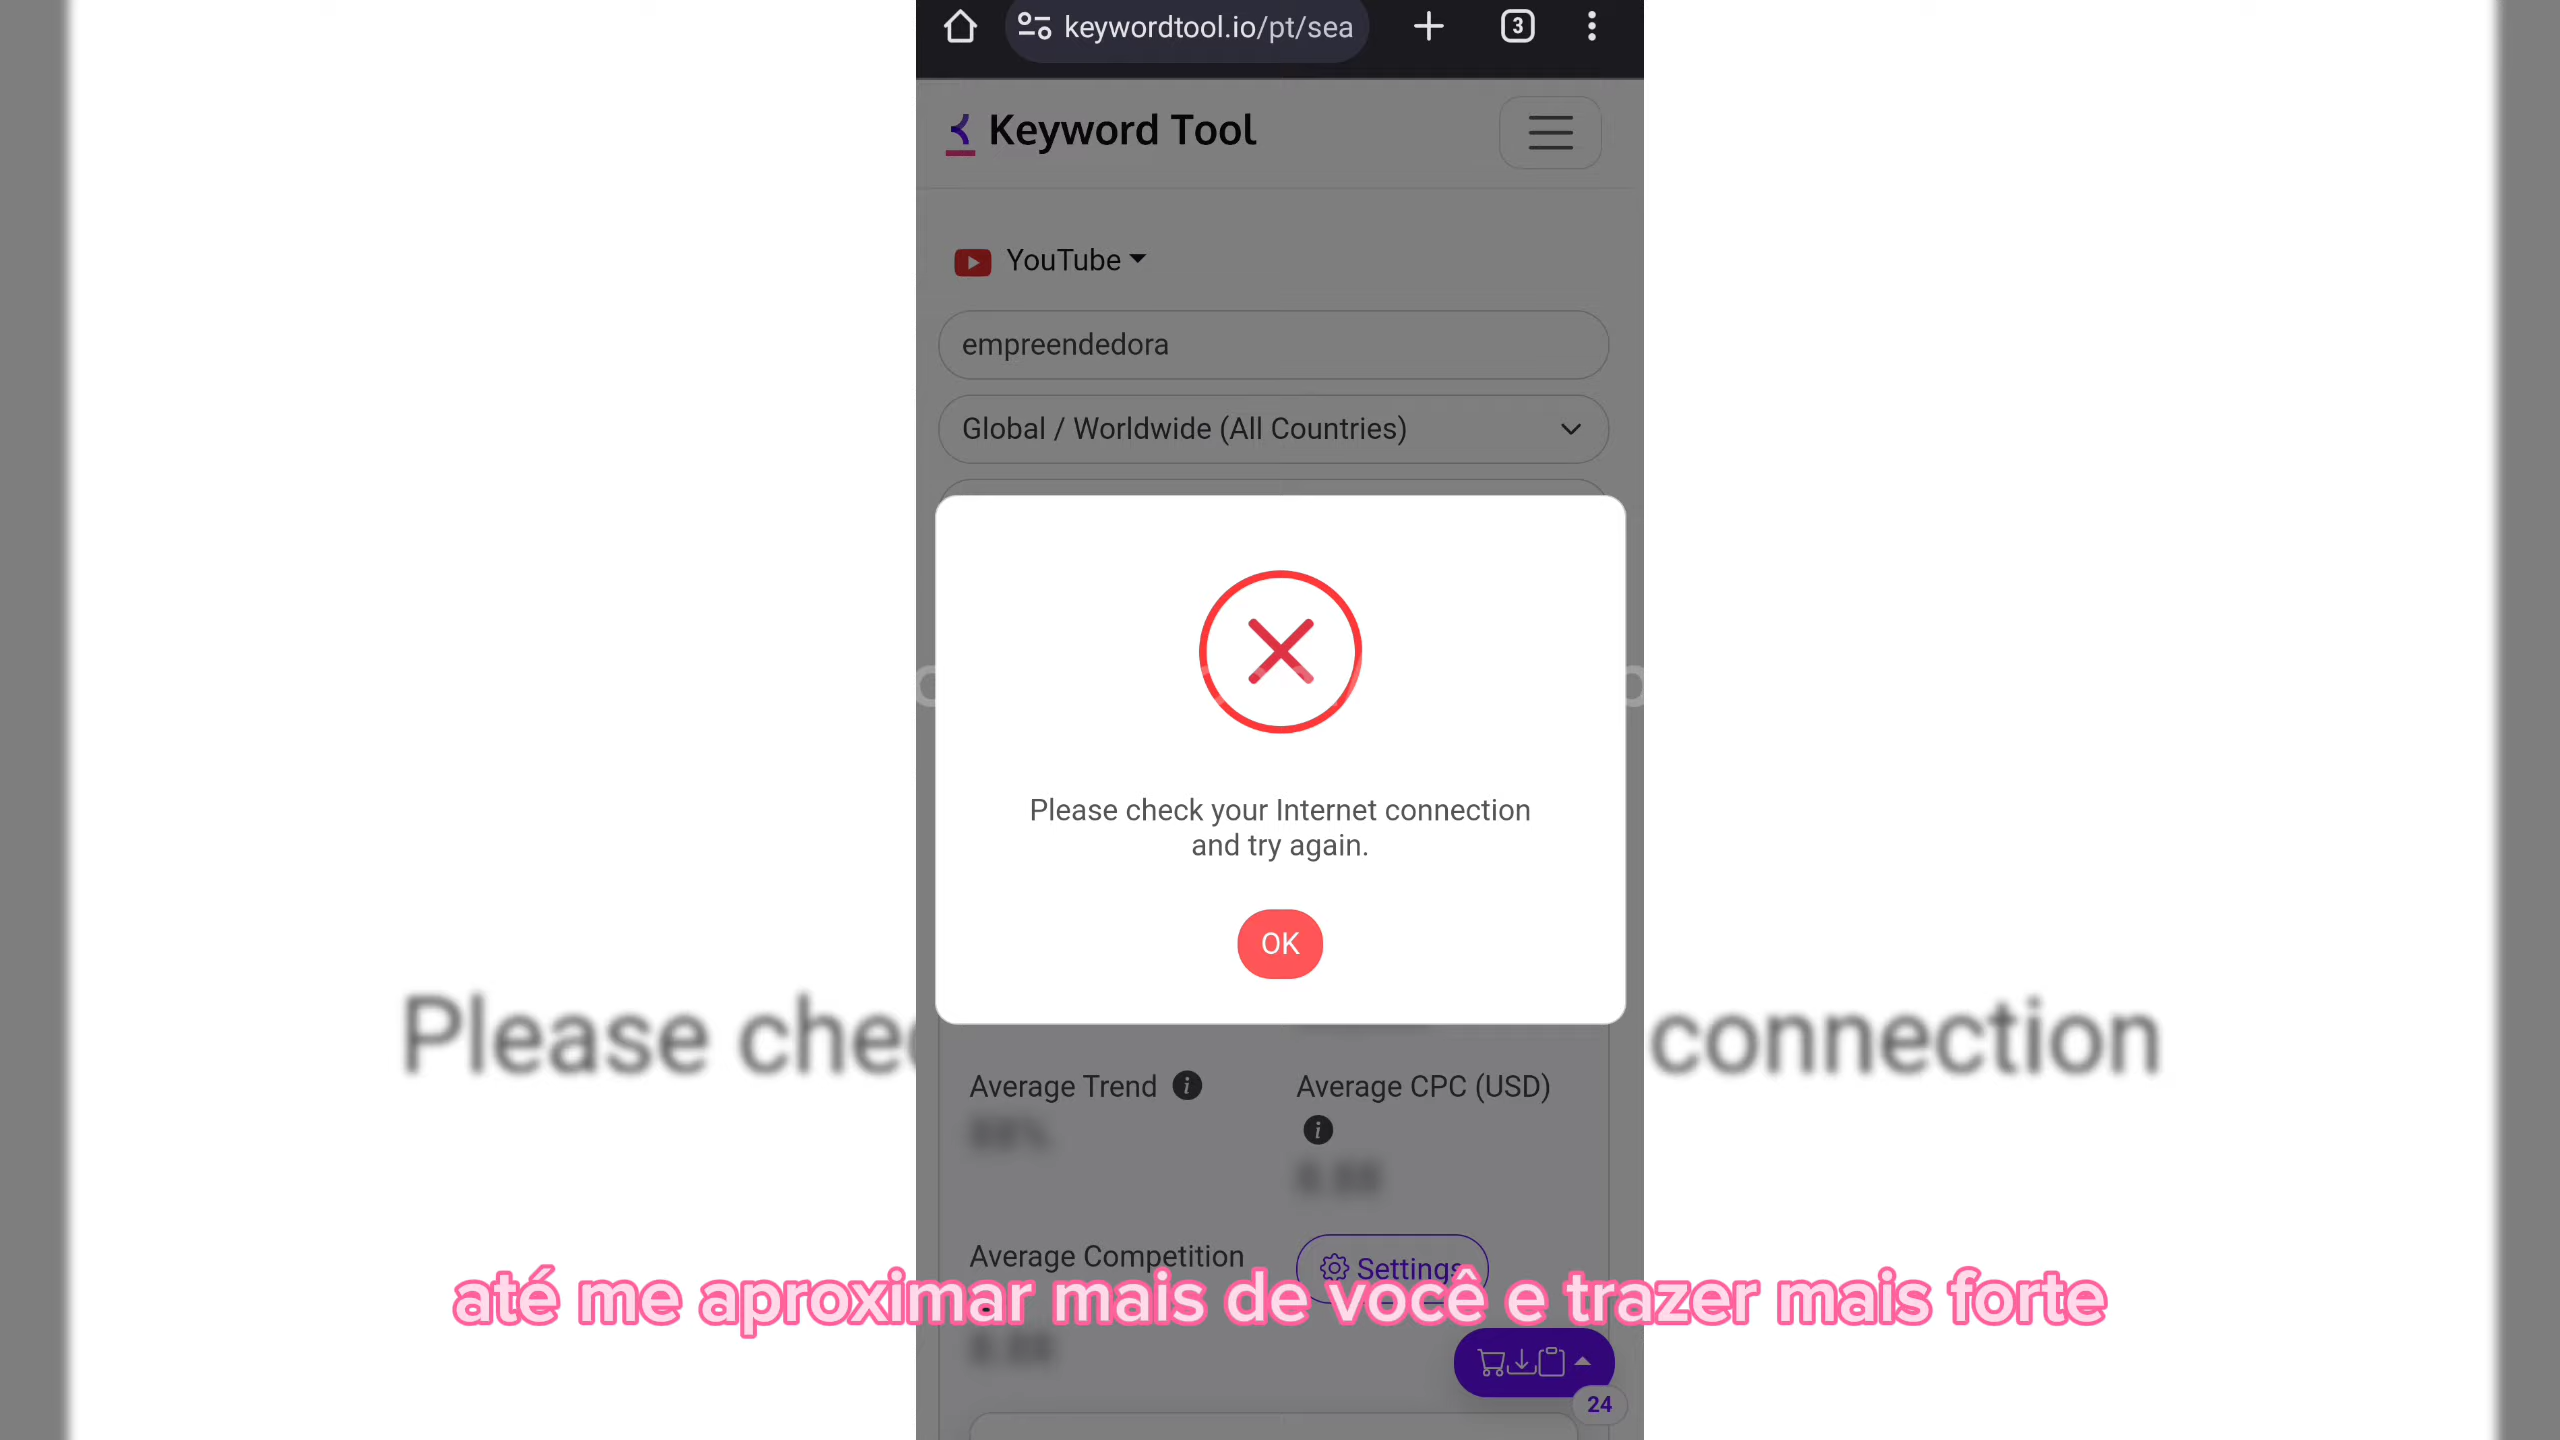 keywordtool.io/pt/sea
3
Keyword Tool
YouTube
empreendedora
Global / Worldwide (All Countries)
Please check your Internet connection
and try again.
OK
Please connection
Average Trend
Average CPC (USD)
Average Competition
Settings
até me aproximar mais de você e trazer mais forte
24